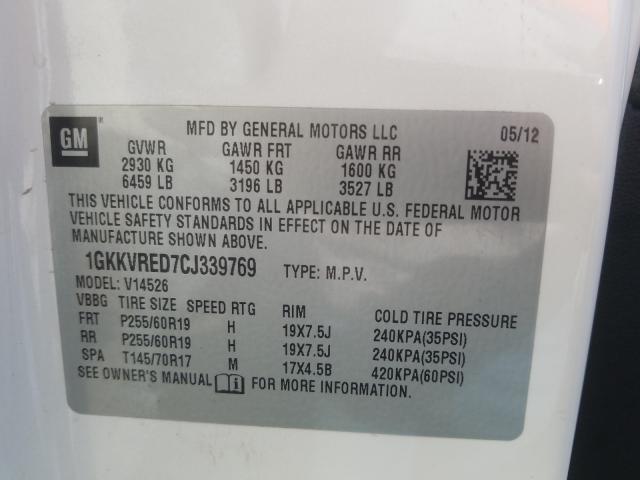 GM
MFD BY GENERAL MOTORS LLC 05/12
GVWR GAWR FRT GAWR RR
2930 KG 1450 KG 1600 KG
6459 LB 3196 LB 3527 LB
THIS VEHICLE CONFORMS TO ALL APPLICABLE U.S. FEDERAL MOTOR
VEHICLE SAFETY STANDARDS IN EFFECT ON THE DATE OF
MANUFACTURE SHOWN ABOVE.
1GKKVRED7CJ339769 TYPE: M.P.V.
MODEL: V14526
VBBG TIRE SIZE SPEED RTG RIM COLD TIRE PRESSURE
FRT P255/60R19 H 19X7.5J 240KPA(35PSI)
RR P255/60R19 H 19X7.5J 240KPA(35PSI)
SPA T145/70R17 M 17X4.5B 420KPA(60PSI)
SEE OWNER'S MANUAL FOR MORE INFORMATION.